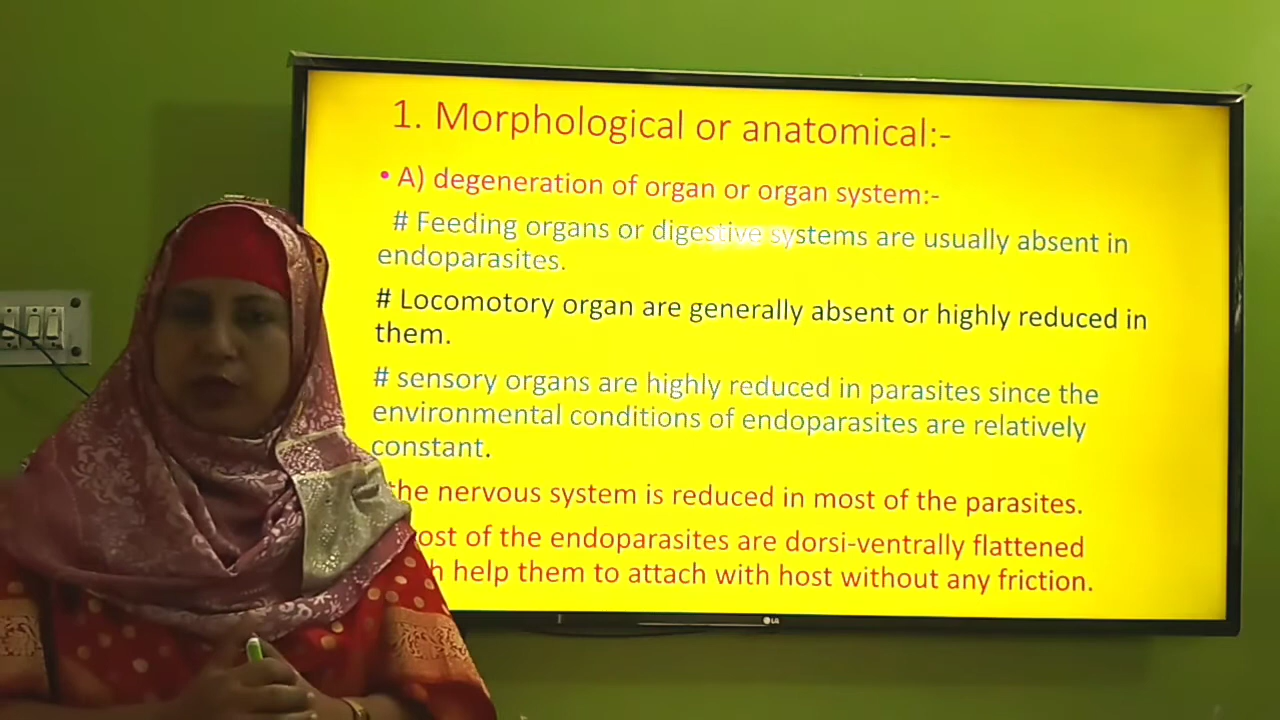 1. Morphological or anatomical:-
• A) degeneration of organ or organ system:-
# Feeding organs or digestive systems are usually absent in
endoparasites.
# Locomotory organ are generally absent or highly reduced in
them.
# sensory organs are highly reduced in parasites since the
environmental conditions of endoparasites are relatively
constant.
the nervous system is reduced in most of the parasites.
ost of the endoparasites are dorsi-ventrally flattened
h help them to attach with host without any friction.
LG